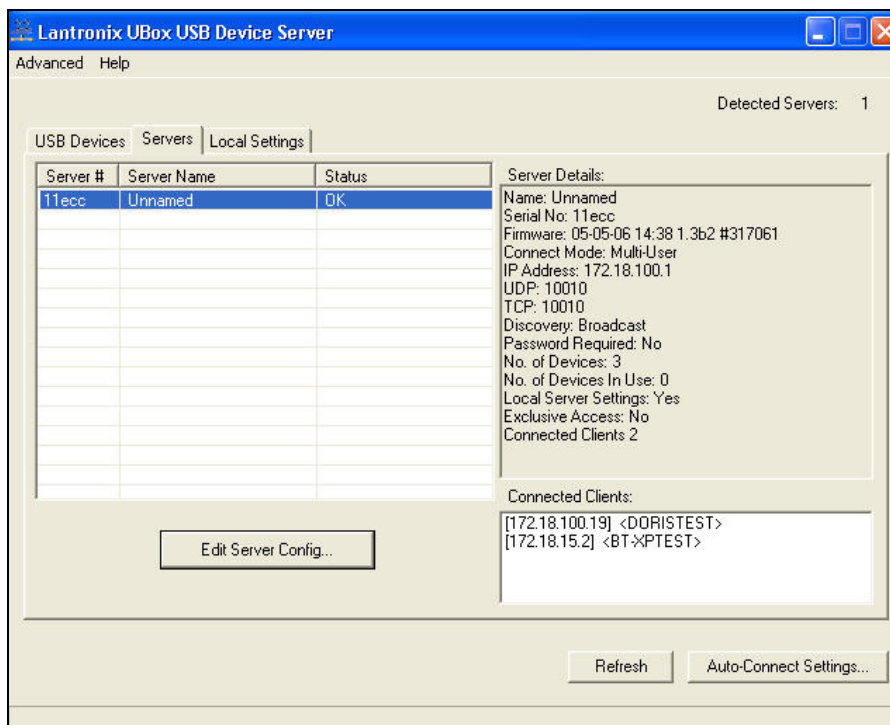 Lantronix UBox USB Device Server
Advanced Help
Detected Servers: 1
USB Devices Servers Local Settings
Server # Server Name Status
11ecc Unnamed OK
Server Details:
Name: Unnamed
Serial No: 11ecc
Firmware: 05-05-06 14:38 1.3b2 #317061
Connect Mode: Multi-User
IP Address: 172.18.100.1
UDP: 10010
TCP: 10010
Discovery: Broadcast
Password Required: No
No. of Devices: 3
No. of Devices In Use: 0
Local Server Settings: Yes
Exclusive Access: No
Connected Clients 2
Connected Clients:
[172.18.100.19] <DORISTEST>
[172.18.15.2] <BT-XPTEST>
Edit Server Config...
Refresh Auto-Connect Settings...